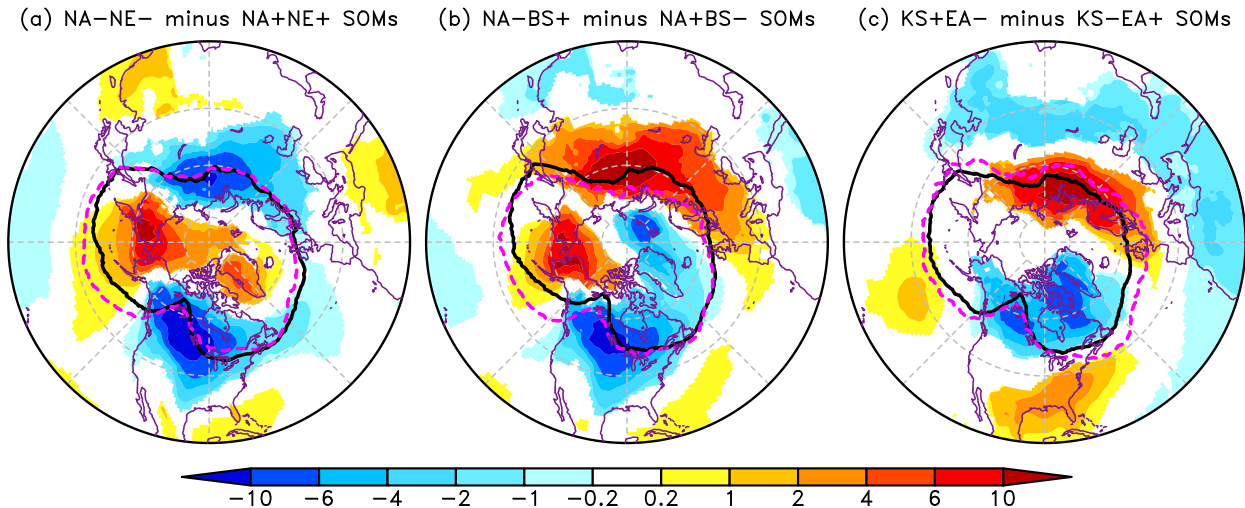 (a) NA−NE− minus NA+NE+ SOMs
(b) NA−BS+ minus NA+BS− SOMs
(c) KS+EA− minus KS−EA+ SOMs
−10 −6 −4 −2 −1 −0.2 0.2 1 2 4 6 10